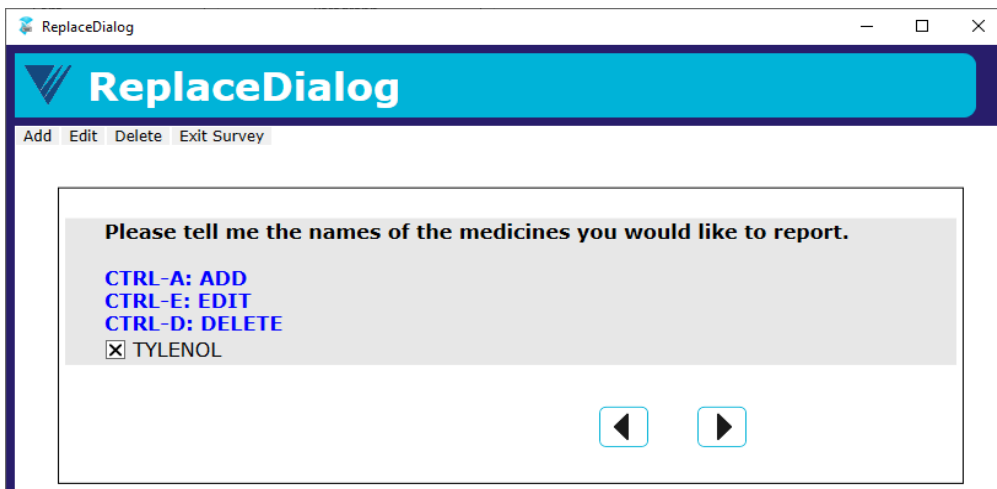 ReplaceDialog
ReplaceDialog
Add Edit Delete Exit Survey
Please tell me the names of the medicines you would like to report.
CTRL-A: ADD
CTRL-E: EDIT
CTRL-D: DELETE
TYLENOL